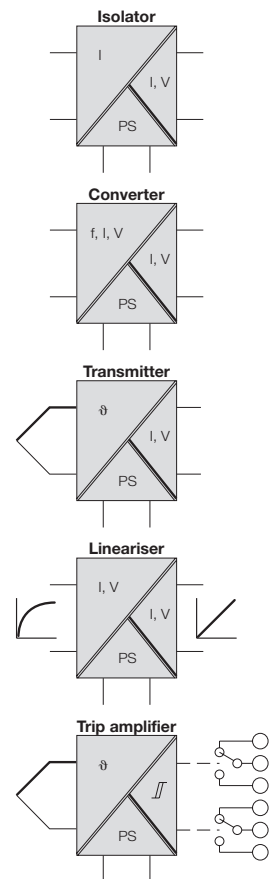 Isolator
I
I, V
PS
Converter
f, I, V
I, V
PS
Transmitter
ϑ
I, V
PS
Lineariser
I, V
I, V
PS
Trip amplifier
ϑ
PS